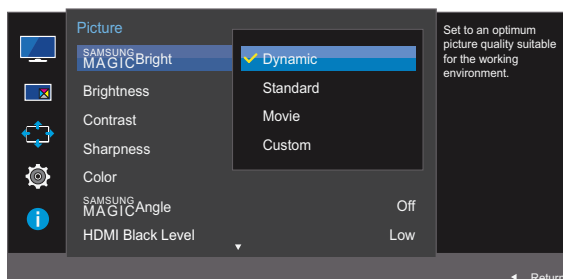 Picture
SAMSUNG MAGIC Bright
Dynamic
Standard
Movie
Custom
Brightness
Contrast
Sharpness
Color
SAMSUNG MAGIC Angle Off
HDMI Black Level Low
Set to an optimum
picture quality suitable
for the working
environment.
Return